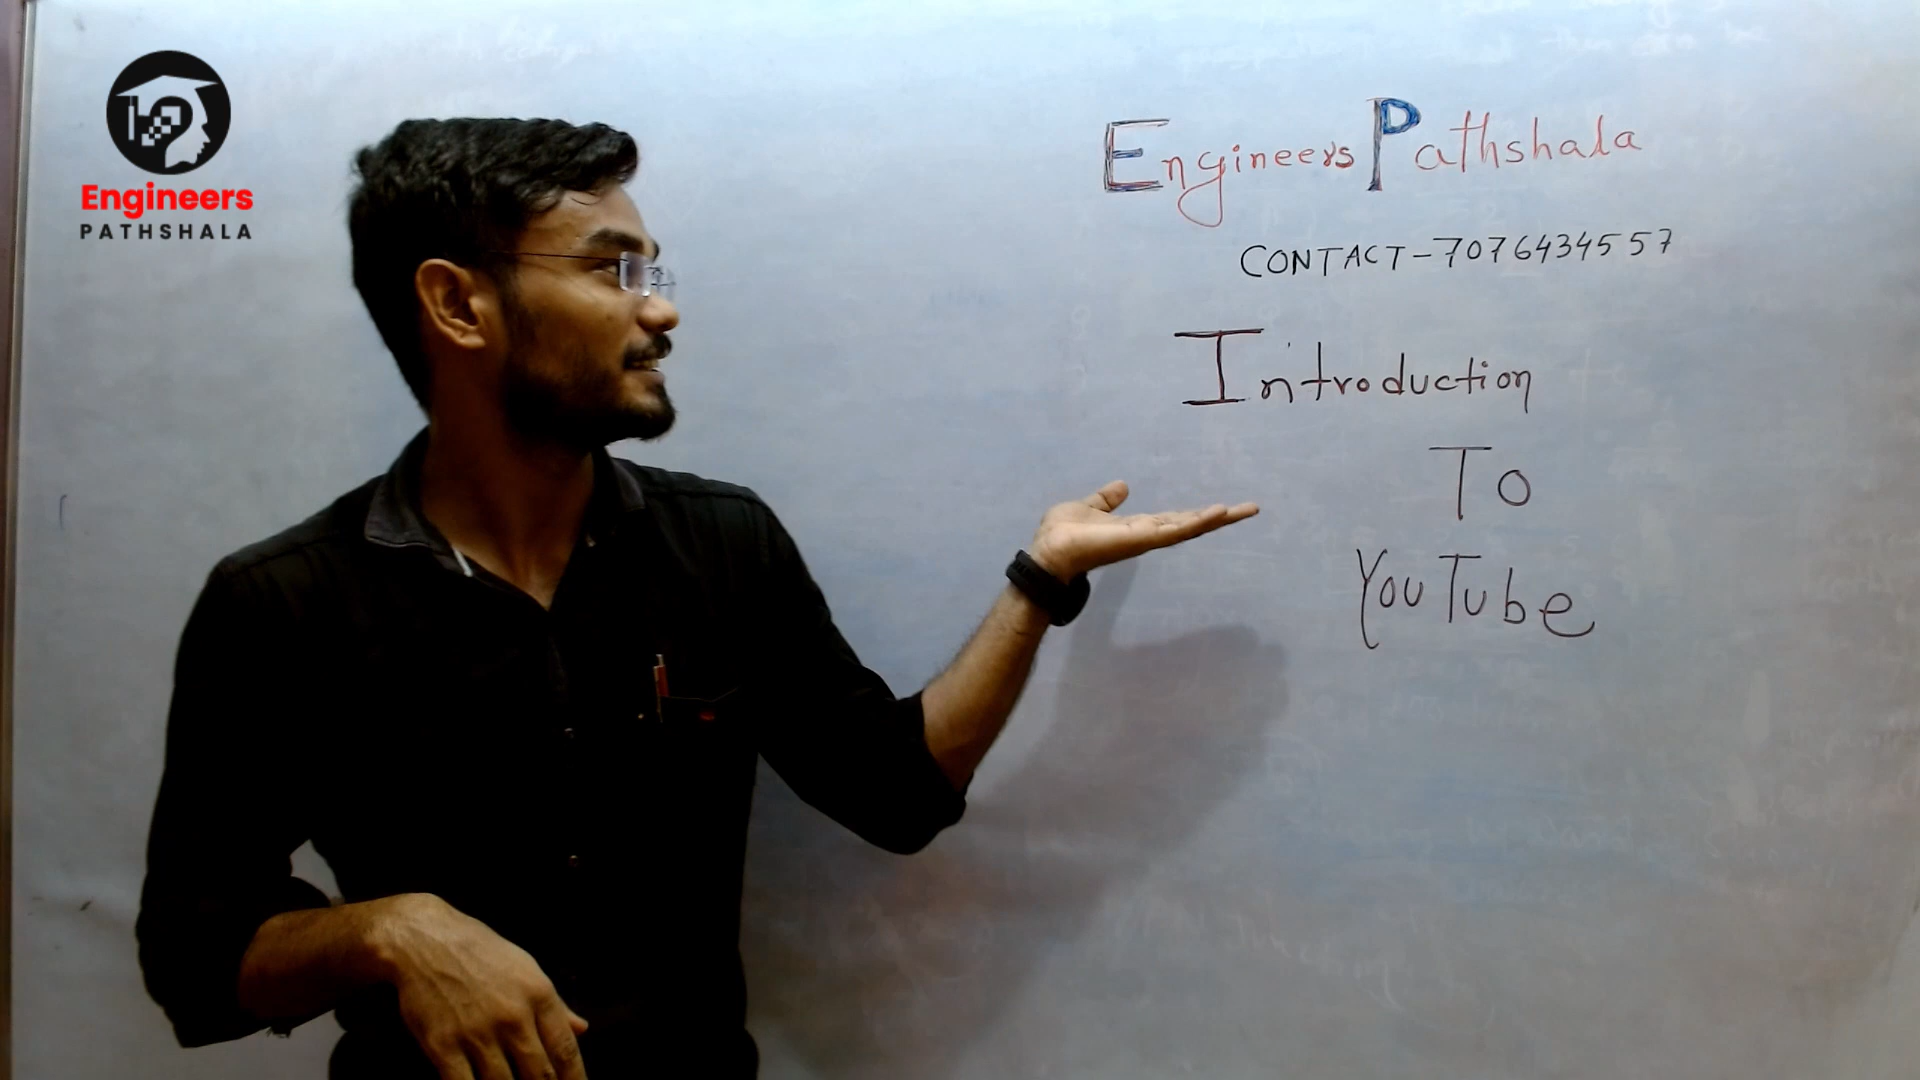 Engineers
PATHSHALA
Engineers Pathshala
CONTACT-7076434557
Introduction
To
YouTube